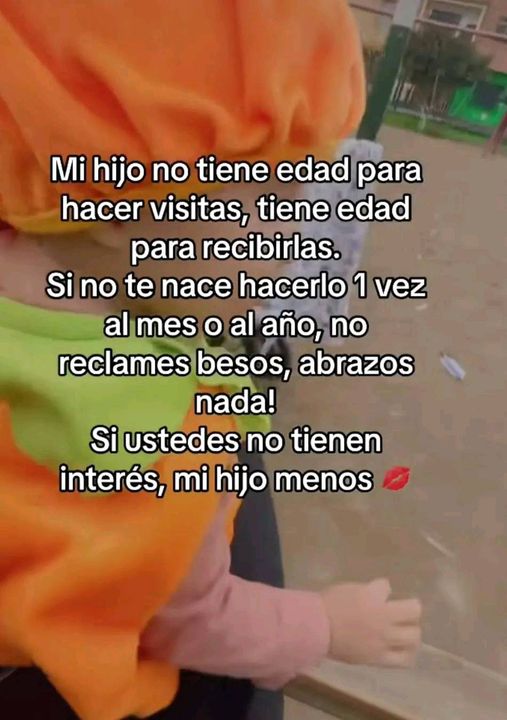 Mi hijo no tiene edad para
hacer visitas, tiene edad
para recibirlas.
Si no te nace hacerlo 1 vez
al mes o al año, no
reclames besos, abrazos
nada!
Si ustedes no tienen
interés, mi hijo menos 💋